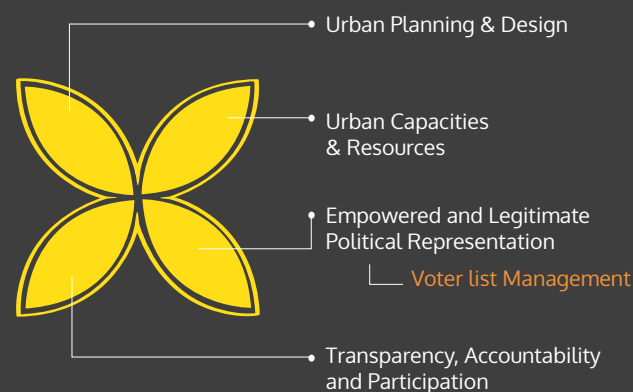 Urban Planning & Design
Urban Capacities
& Resources
Empowered and Legitimate
Political Representation
Voter list Management
Transparency, Accountability
and Participation